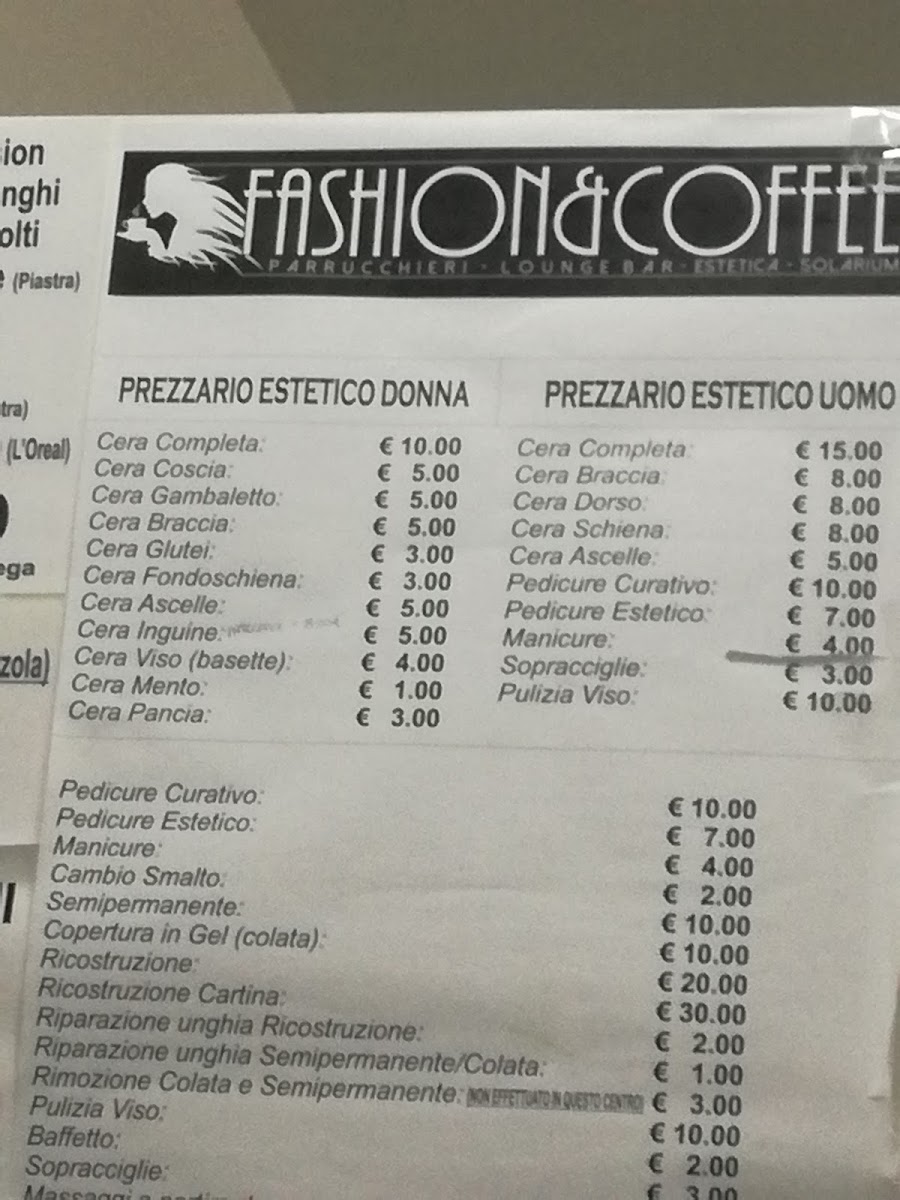 ion
nghi
olti
(Piastra)
tra)
(L'Oreal)
ega
zola)
FASHION&COFFEE
PARRUCCHIERI - LOUNGE BAR - ESTETICA - SOLARIUM
PREZZARIO ESTETICO DONNA
Cera Completa: € 10.00
Cera Coscia: € 5.00
Cera Gambaletto: € 5.00
Cera Braccia: € 5.00
Cera Glutei: € 3.00
Cera Fondoschiena: € 3.00
Cera Ascelle: € 5.00
Cera Inguine: € 5.00
Cera Viso (basette): € 4.00
Cera Mento: € 1.00
Cera Pancia: € 3.00
PREZZARIO ESTETICO UOMO
Cera Completa: € 15.00
Cera Braccia: € 8.00
Cera Dorso: € 8.00
Cera Schiena: € 8.00
Cera Ascelle: € 5.00
Pedicure Curativo: € 10.00
Pedicure Estetico: € 7.00
Manicure: € 4.00
Sopracciglie: € 3.00
Pulizia Viso: € 10.00
Pedicure Curativo: € 10.00
Pedicure Estetico: € 7.00
Manicure: € 4.00
Cambio Smalto: € 2.00
Semipermanente: € 10.00
Copertura in Gel (colata): € 10.00
Ricostruzione: € 20.00
Ricostruzione Cartina: € 30.00
Riparazione unghia Ricostruzione: € 2.00
Riparazione unghia Semipermanente/Colata: € 1.00
Rimozione Colata e Semipermanente: (NON EFFETTUATO IN QUESTO CENTRO) € 3.00
Pulizia Viso: € 10.00
Baffetto: € 2.00
Sopracciglie: € 3.00
Massaggi a